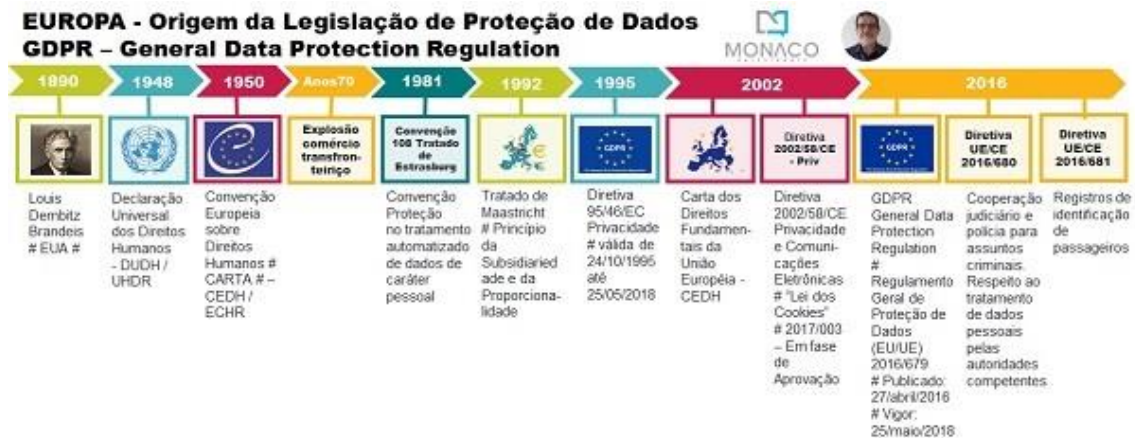 EUROPA - Origem da Legislação de Proteção de Dados
GDPR – General Data Protection Regulation
MONACO
1890
1948
1950
Anos70
1981
1992
1995
2002
2016
Explosão
comércio
transfron-
teiriço
Convenção
108 Tratado
de
Estrasburg
GDPR
Diretiva
2002/58/CE
- Priv
GDPR
Diretiva
UE/CE
2016/680
Diretiva
UE/CE
2016/681
Louis
Dembitz
Brandeis
# EUA #
Declaração
Universal
dos Direitos
Humanos
- DUDH /
UHDR
Convenção
Europeia
sobre
Direitos
Humanos #
CARTA # –
CEDH /
ECHR
Convenção
Proteção
no tratamento
automatizado
de dados de
caráter
pessoal
Tratado de
Maastricht
# Princípio
da
Subsidiaried
ade e da
Proporciona-
lidade
Diretiva
95/46/EC
Privacidade
# válida de
24/10/1995
até
25/05/2018
Carta dos
Direitos
Fundamen-
tais da
União
Européia -
CEDH
Diretiva
2002/58/CE
Privacidade
e Comuni-
cações
Eletrônicas
# "Lei dos
Cookies"
# 2017/003
– Em fase
de
Aprovação
GDPR
General Data
Protection
Regulation
#
Regulamento
Geral de
Proteção de
Dados
(EU/UE)
2016/679
# Publicado:
27/abril/2016
# Vigor:
25/maio/2018
Cooperação
judiciário e
polícia para
assuntos
criminais.
Respeito ao
tratamento
de dados
pessoais
pelas
autoridades
competentes
Registros de
identificação
de
passageiros